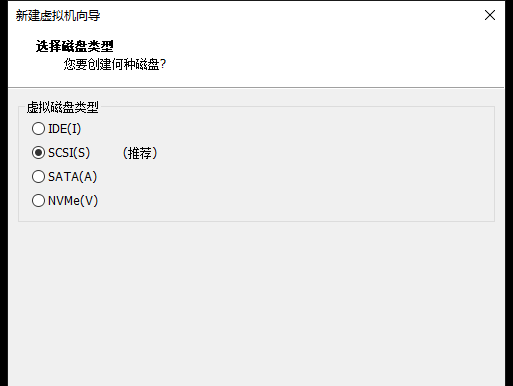 新建虚拟机向导
选择磁盘类型
您要创建何种磁盘?
虚拟磁盘类型
IDE(I)
SCSI(S) （推荐）
SATA(A)
NVMe(V)